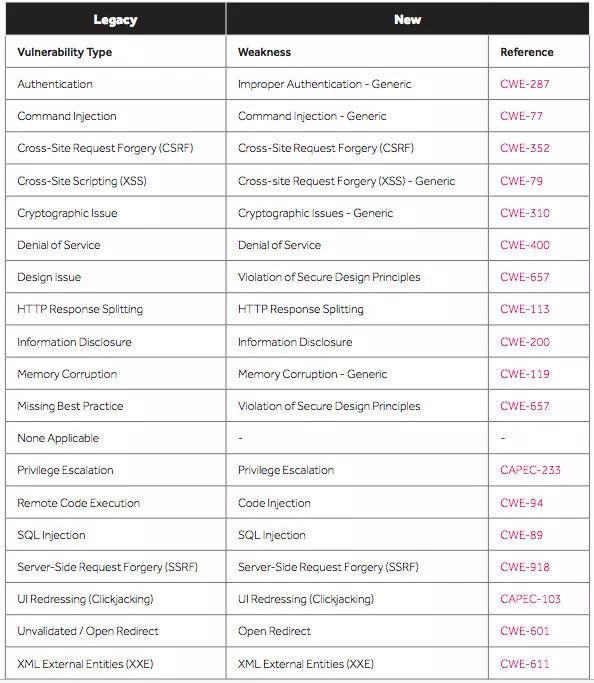 Legacy New
Vulnerability Type Weakness Reference
Authentication Improper Authentication - Generic CWE-287
Command Injection Command Injection - Generic CWE-77
Cross-Site Request Forgery (CSRF) Cross-Site Request Forgery (CSRF) CWE-352
Cross-Site Scripting (XSS) Cross-site Request Forgery (XSS) - Generic CWE-79
Cryptographic Issue Cryptographic Issues - Generic CWE-310
Denial of Service Denial of Service CWE-400
Design Issue Violation of Secure Design Principles CWE-657
HTTP Response Splitting HTTP Response Splitting CWE-113
Information Disclosure Information Disclosure CWE-200
Memory Corruption Memory Corruption - Generic CWE-119
Missing Best Practice Violation of Secure Design Principles CWE-657
None Applicable - -
Privilege Escalation Privilege Escalation CAPEC-233
Remote Code Execution Code Injection CWE-94
SQL Injection SQL Injection CWE-89
Server-Side Request Forgery (SSRF) Server-Side Request Forgery (SSRF) CWE-918
UI Redressing (Clickjacking) UI Redressing (Clickjacking) CAPEC-103
Unvalidated / Open Redirect Open Redirect CWE-601
XML External Entities (XXE) XML External Entities (XXE) CWE-611